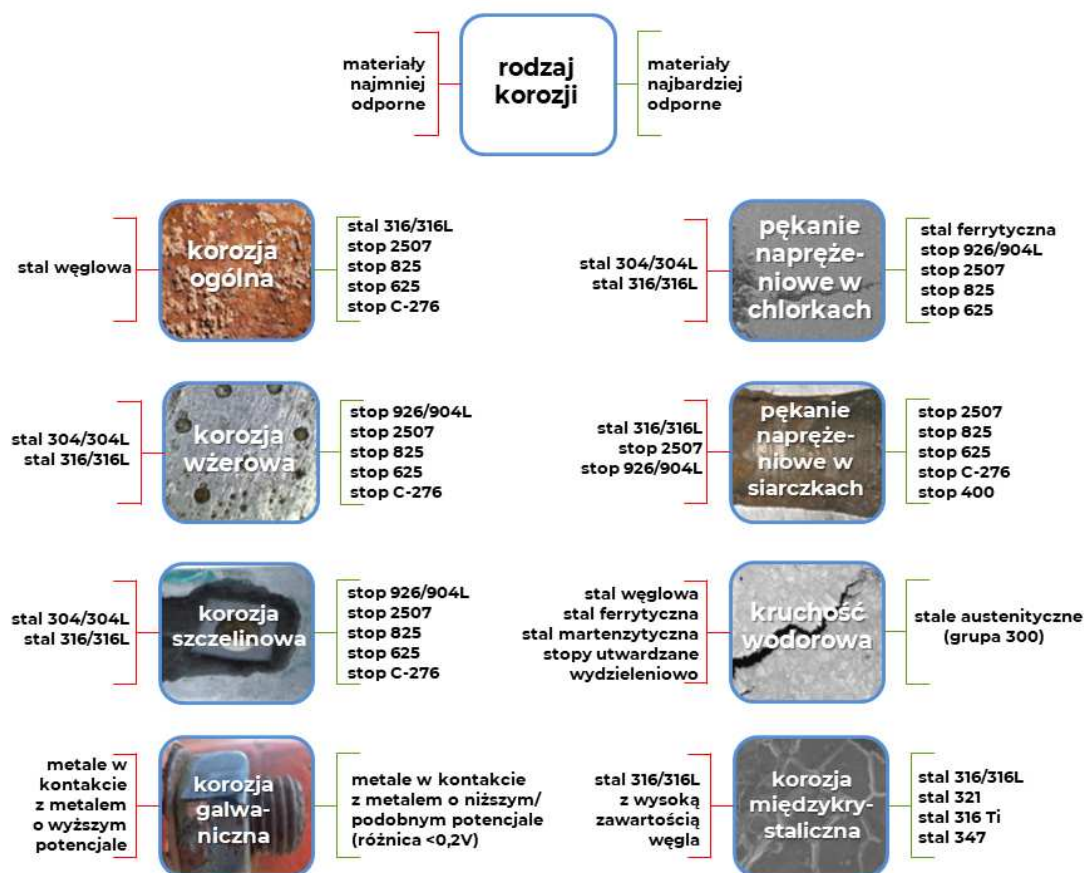 materiały
najmniej
odporne
rodzaj
korozji
materiały
najbardziej
odporne
stal węglowa
korozja
ogólna
stal 316/316L
stop 2507
stop 825
stop 625
stop C-276
stal 304/304L
stal 316/316L
pękanie
napręże-
niowe w
chlorkach
stal ferrytyczna
stop 926/904L
stop 2507
stop 825
stop 625
stal 304/304L
stal 316/316L
korozja
wżerowa
stop 926/904L
stop 2507
stop 825
stop 625
stop C-276
stal 316/316L
stop 2507
stop 926/904L
pękanie
napręże-
niowe w
siarczkach
stop 2507
stop 825
stop 625
stop C-276
stop 400
stal 304/304L
stal 316/316L
korozja
szczelinowa
stop 926/904L
stop 2507
stop 825
stop 625
stop C-276
stal węglowa
stal ferrytyczna
stal martenzytyczna
stopy utwardzane
wydzieleniowo
kruchość
wodorowa
stale austenityczne
(grupa 300)
metale w
kontakcie
z metalem
o wyższym
potencjale
korozja
galwa-
niczna
metale w kontakcie
z metalem o niższym/
podobnym potencjale
(różnica <0,2V)
stal 316/316L
z wysoką
zawartością
węgla
korozja
międzykry-
staliczna
stal 316/316L
stal 321
stal 316 Ti
stal 347